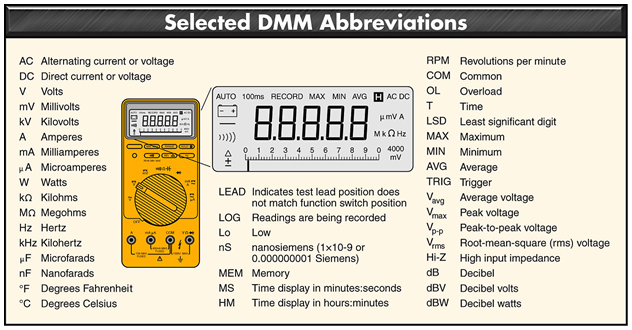 Selected DMM Abbreviations
AC Alternating current or voltage
DC Direct current or voltage
V Volts
mV Millivolts
kV Kilovolts
A Amperes
mA Milliamperes
µA Microamperes
W Watts
kΩ Kilohms
MΩ Megohms
Hz Hertz
kHz Kilohertz
µF Microfarads
nF Nanofarads
°F Degrees Fahrenheit
°C Degrees Celsius
AUTO 100ms RECORD MAX MIN AVG H AC DC
8.8.8.8.8
µmV A
MkΩHz
0 1 2 3 4 5 6 7 8 9 0 4000
mV
LEAD Indicates test lead position does
not match function switch position
LOG Readings are being recorded
Lo Low
nS nanosiemens (1×10-9 or
0.000000001 Siemens)
MEM Memory
MS Time display in minutes:seconds
HM Time display in hours:minutes
RPM Revolutions per minute
COM Common
OL Overload
T Time
LSD Least significant digit
MAX Maximum
MIN Minimum
AVG Average
TRIG Trigger
Vavg Average voltage
Vmax Peak voltage
Vp-p Peak-to-peak voltage
Vrms Root-mean-square (rms) voltage
Hi-Z High input impedance
dB Decibel
dBV Decibel volts
dBW Decibel watts